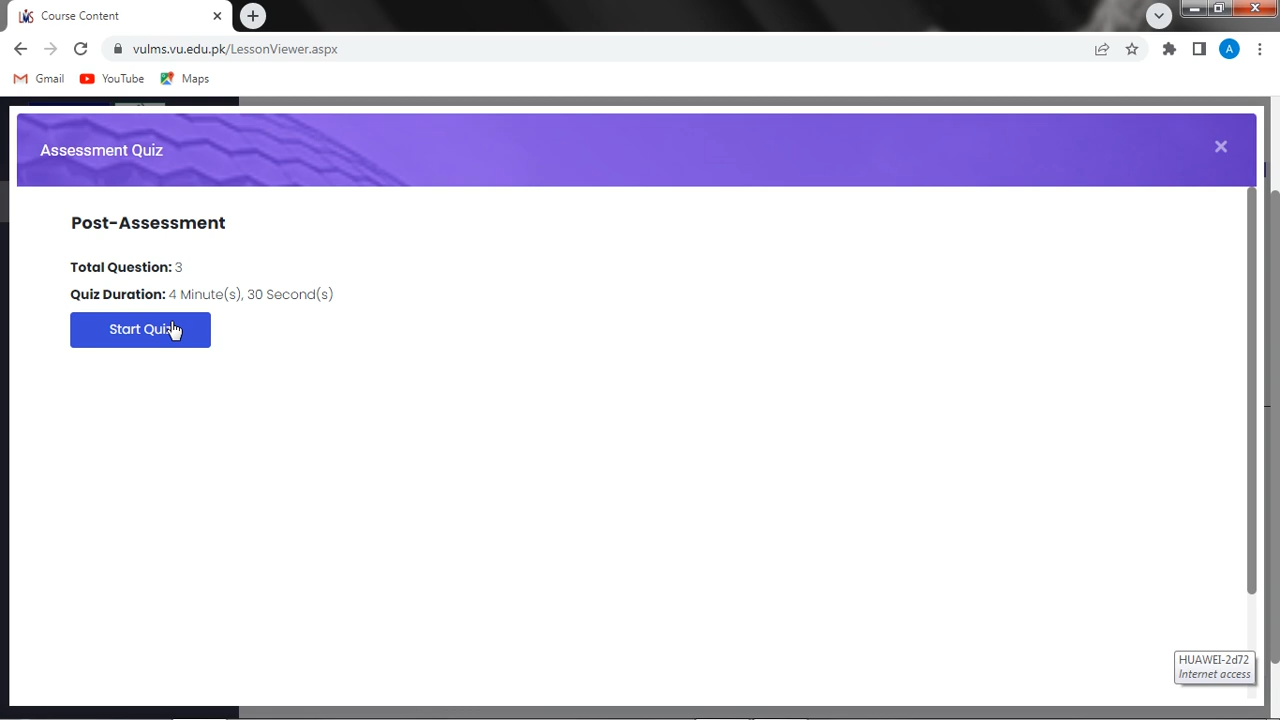 Course Content
vulms.vu.edu.pk/LessonViewer.aspx
A
Gmail YouTube Maps
Assessment Quiz
Post-Assessment
Total Question: 3
Quiz Duration: 4 Minute(s), 30 Second(s)
Start Quiz
HUAWEI-2d72
Internet access